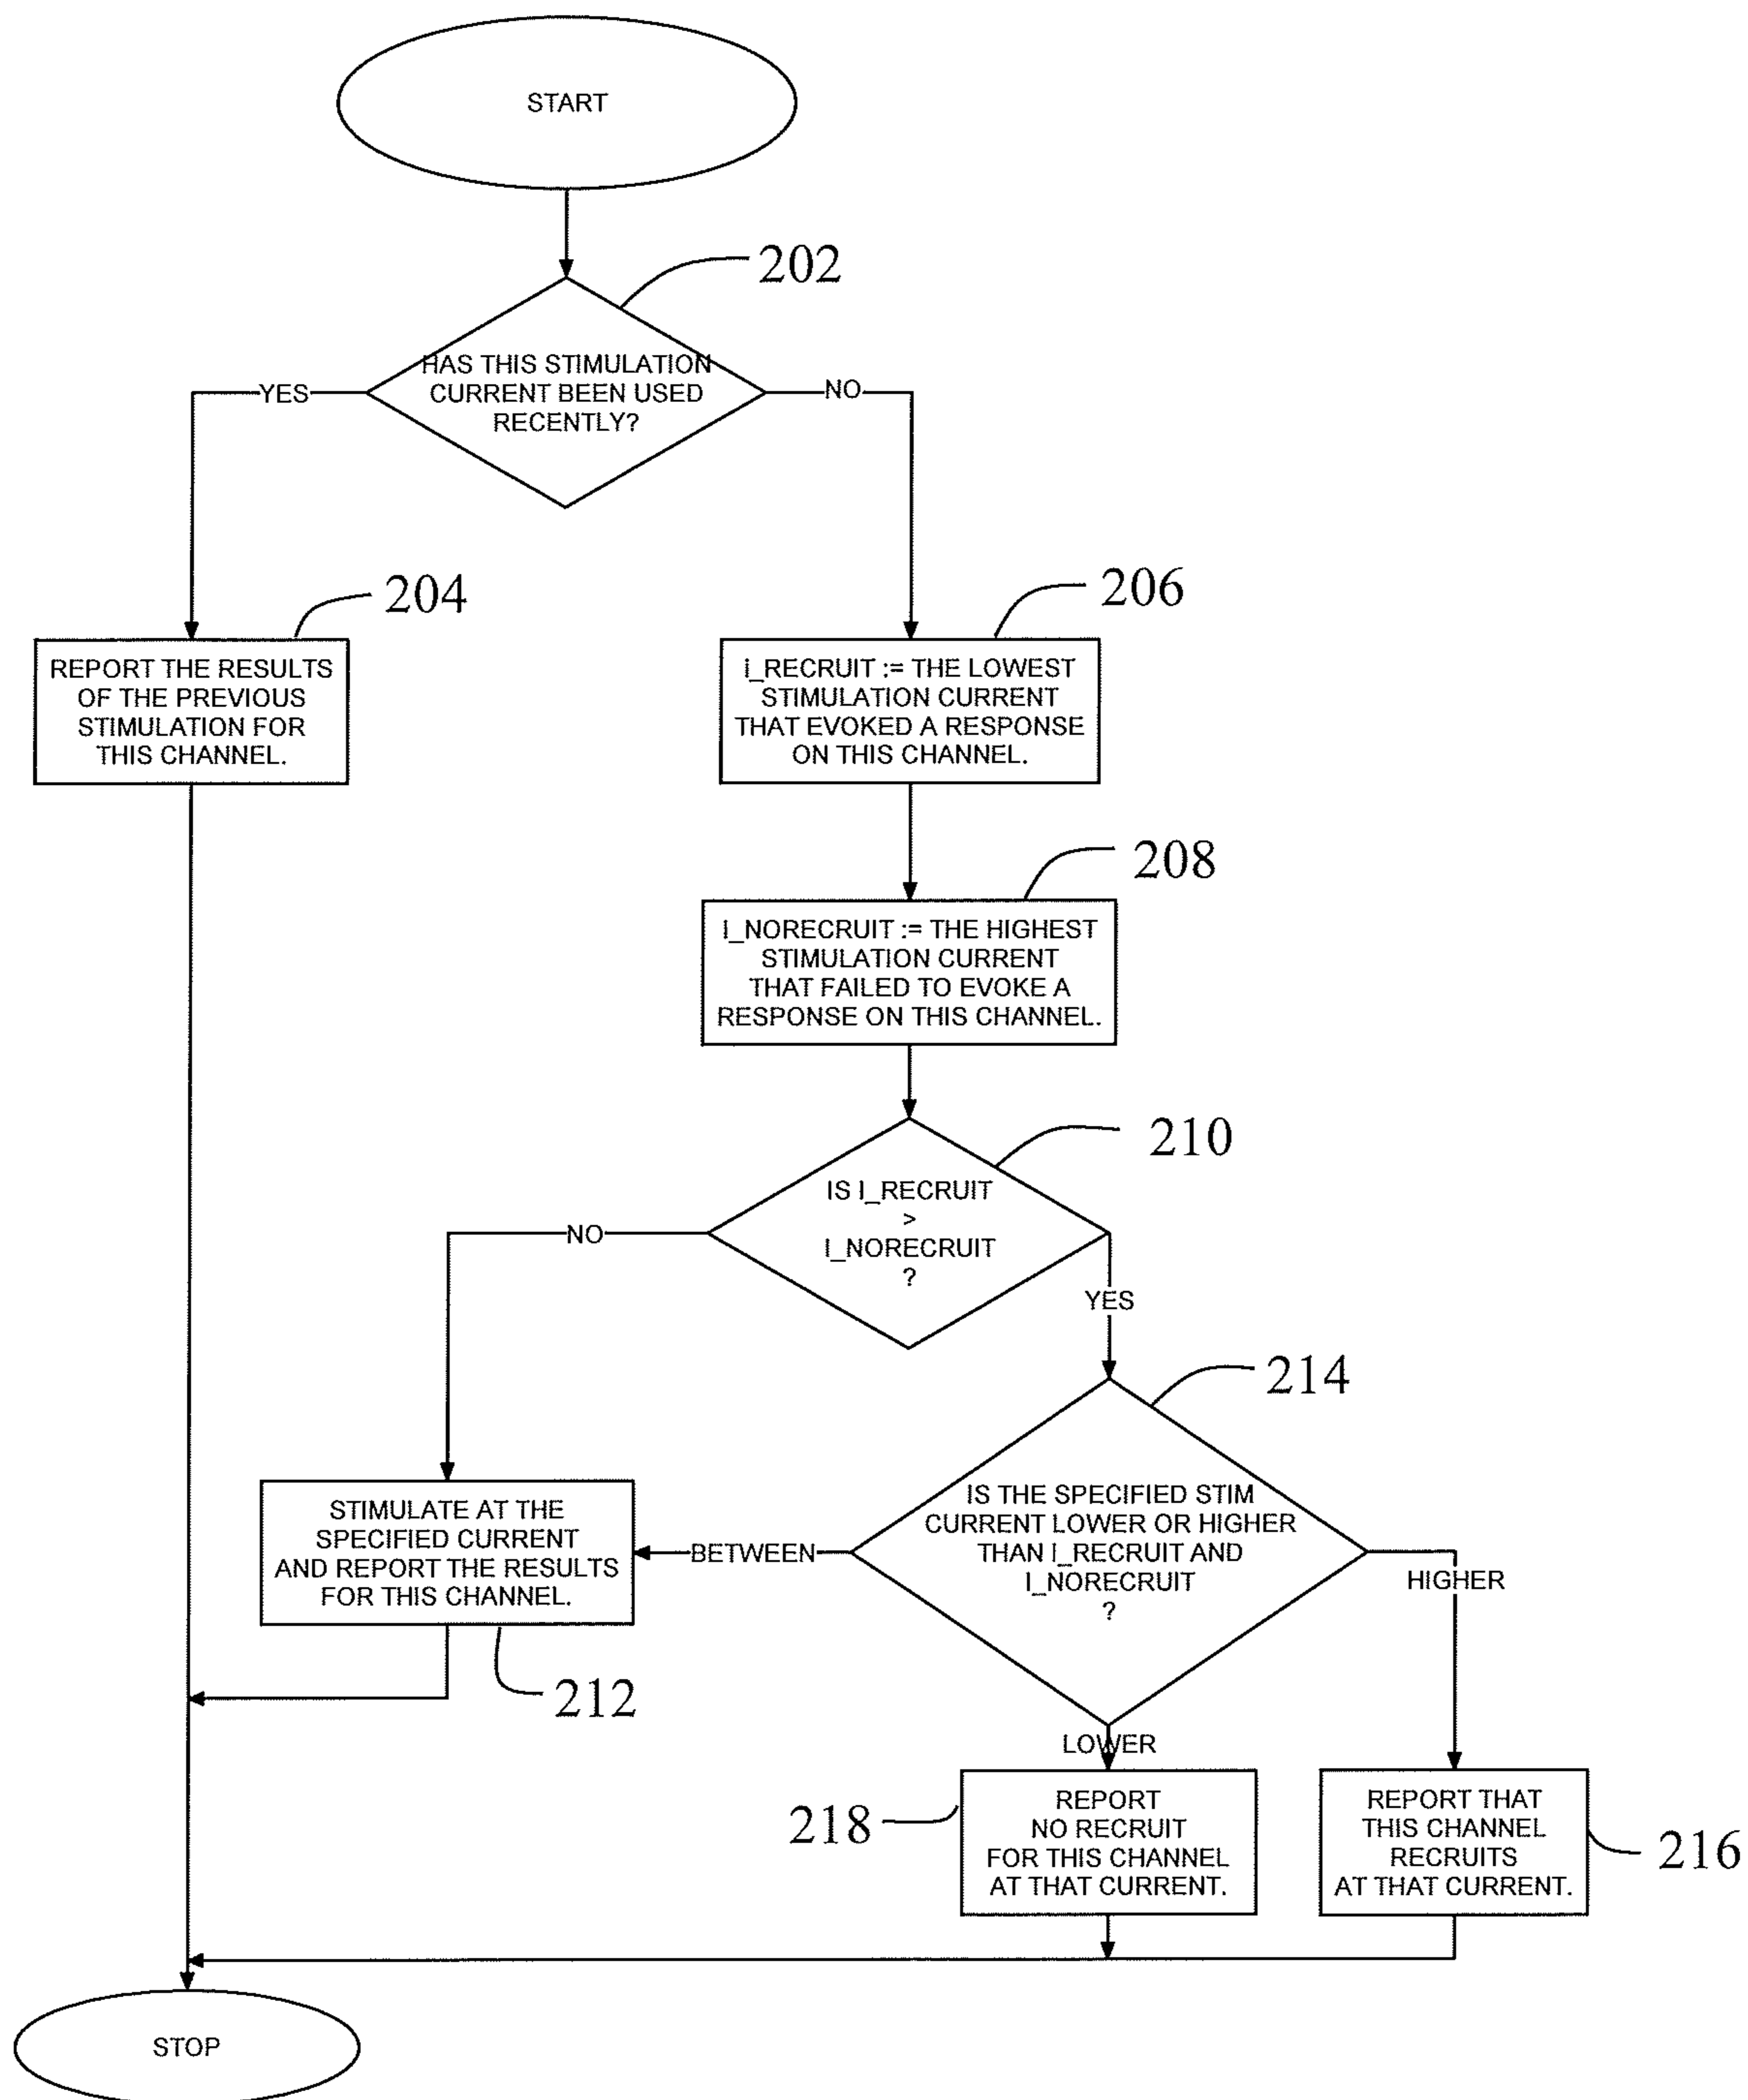 START
202
HAS THIS STIMULATION
CURRENT BEEN USED
RECENTLY?
YES
NO
204
206
REPORT THE RESULTS
OF THE PREVIOUS
STIMULATION FOR
THIS CHANNEL.
I_RECRUIT := THE LOWEST
STIMULATION CURRENT
THAT EVOKED A RESPONSE
ON THIS CHANNEL.
208
I_NORECRUIT := THE HIGHEST
STIMULATION CURRENT
THAT FAILED TO EVOKE A
RESPONSE ON THIS CHANNEL.
210
IS I_RECRUIT
>
I_NORECRUIT
?
NO
YES
214
IS THE SPECIFIED STIM
CURRENT LOWER OR HIGHER
THAN I_RECRUIT AND
I_NORECRUIT
?
STIMULATE AT THE
SPECIFIED CURRENT
AND REPORT THE RESULTS
FOR THIS CHANNEL.
BETWEEN
HIGHER
212
LOWER
218
REPORT
NO RECRUIT
FOR THIS CHANNEL
AT THAT CURRENT.
REPORT THAT
THIS CHANNEL
RECRUITS
AT THAT CURRENT.
216
STOP